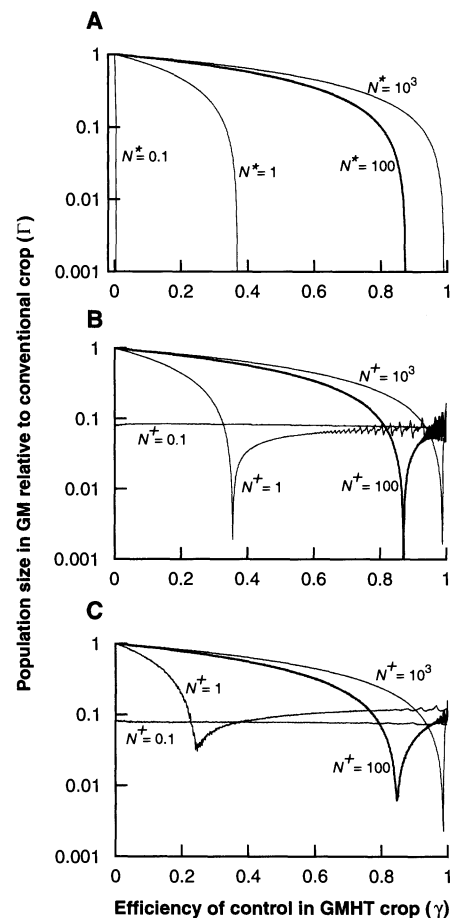 A
Population size in GM relative to conventional crop (Γ)
1
0.1
0.01
0.001
N* = 10³
N* = 0.1
N* = 1
N* = 100
0 0.2 0.4 0.6 0.8 1
B
1
0.1
0.01
0.001
N⁺ = 10³
N⁺ = 0.1
N⁺ = 1
N⁺ = 100
0 0.2 0.4 0.6 0.8 1
C
1
0.1
0.01
0.001
N⁺ = 10³
N⁺ = 1
N⁺ = 0.1
N⁺ = 100
0 0.2 0.4 0.6 0.8 1
Efficiency of control in GMHT crop (γ)